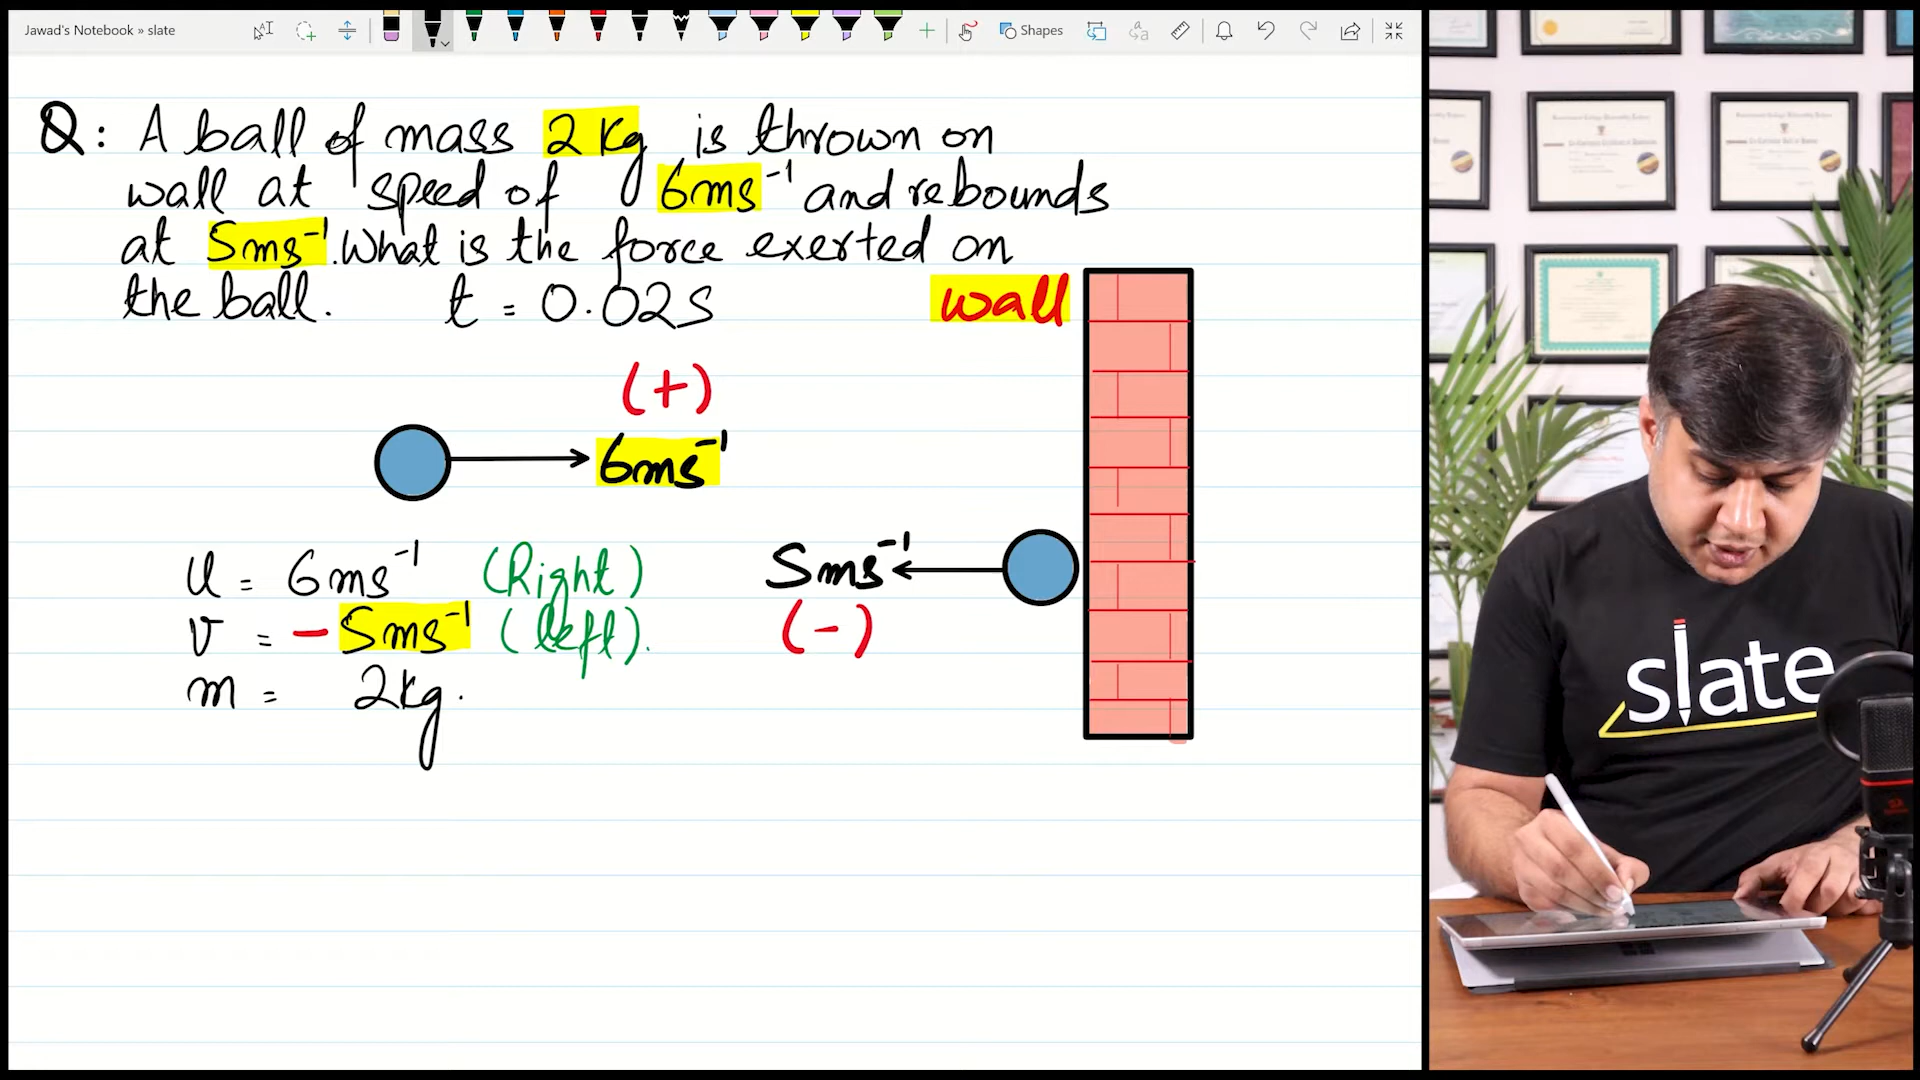 Jawad's Notebook » slate
Shapes
Q: A ball of mass 2 Kg is thrown on
wall at speed of 6ms⁻¹ and rebounds
at 5ms⁻¹. What is the force exerted on
the ball. t = 0.02s
wall
(+)
6ms⁻¹
u = 6ms⁻¹ (Right)
v = - 5ms⁻¹ (left).
m = 2kg.
5ms⁻¹
(-)
slate